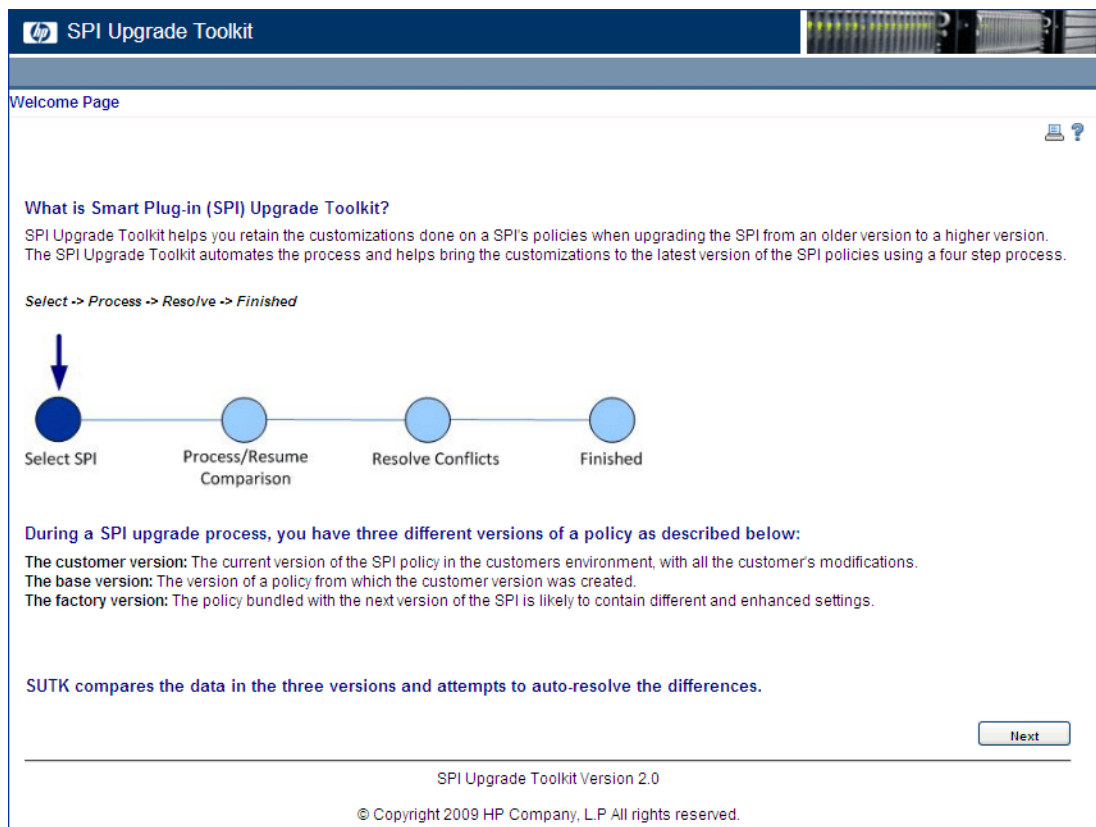 hp SPI Upgrade Toolkit
Welcome Page
?
What is Smart Plug-in (SPI) Upgrade Toolkit?
SPI Upgrade Toolkit helps you retain the customizations done on a SPI's policies when upgrading the SPI from an older version to a higher version.
The SPI Upgrade Toolkit automates the process and helps bring the customizations to the latest version of the SPI policies using a four step process.
Select -> Process -> Resolve -> Finished
Select SPI
Process/Resume
Comparison
Resolve Conflicts
Finished
During a SPI upgrade process, you have three different versions of a policy as described below:
The customer version: The current version of the SPI policy in the customers environment, with all the customer's modifications.
The base version: The version of a policy from which the customer version was created.
The factory version: The policy bundled with the next version of the SPI is likely to contain different and enhanced settings.
SUTK compares the data in the three versions and attempts to auto-resolve the differences.
Next
SPI Upgrade Toolkit Version 2.0
© Copyright 2009 HP Company, L.P All rights reserved.